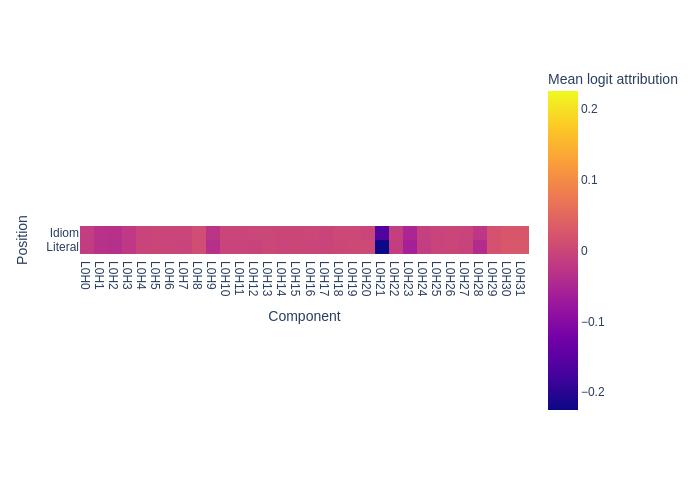 Mean logit attribution
0.2
0.1
0
−0.1
−0.2
Position
Idiom
Literal
L0H0 L0H1 L0H2 L0H3 L0H4 L0H5 L0H6 L0H7 L0H8 L0H9 L0H10 L0H11 L0H12 L0H13 L0H14 L0H15 L0H16 L0H17 L0H18 L0H19 L0H20 L0H21 L0H22 L0H23 L0H24 L0H25 L0H26 L0H27 L0H28 L0H29 L0H30 L0H31
Component